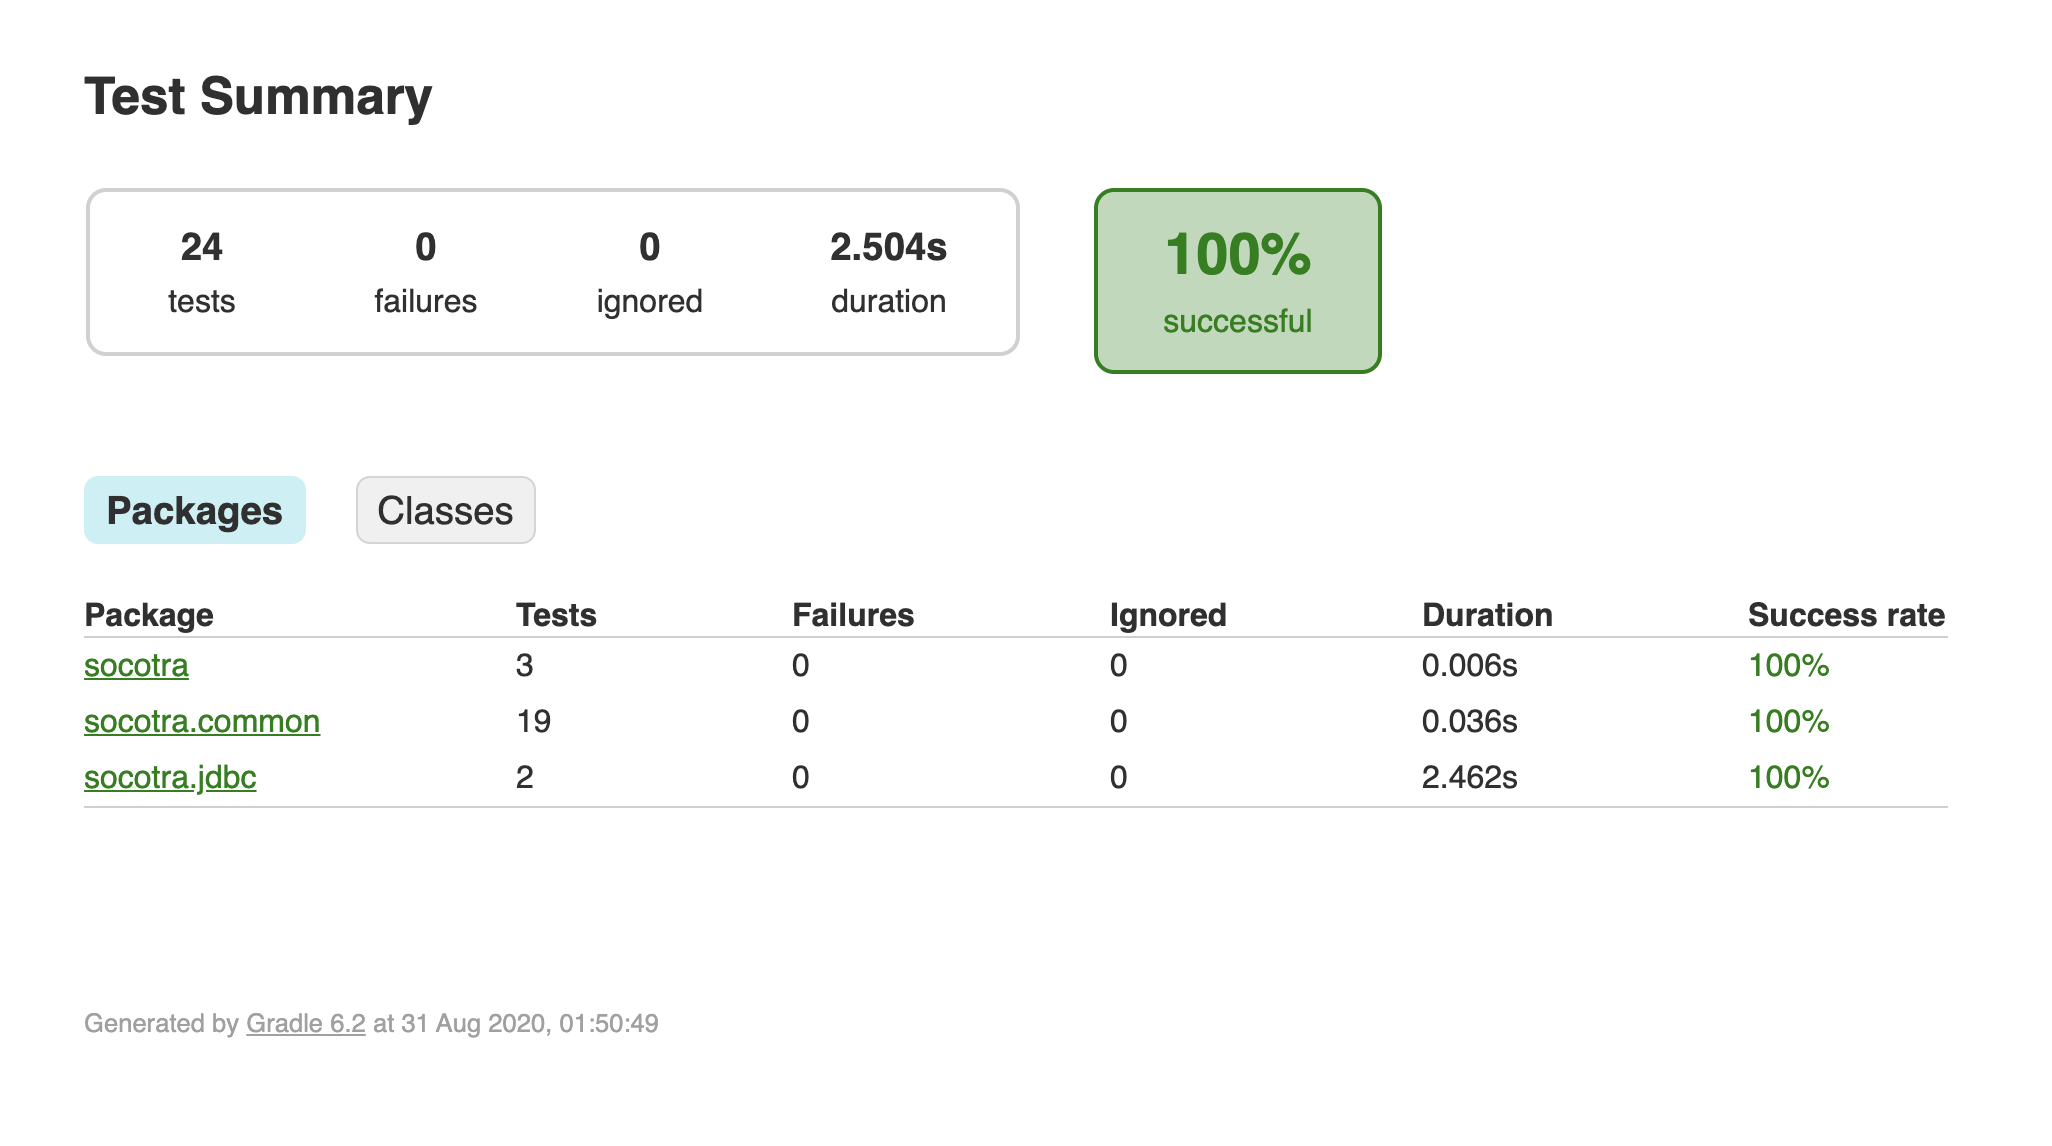 Test Summary
24 0 0 2.504s
tests failures ignored duration
100%
successful
Packages Classes
Package Tests Failures Ignored Duration Success rate
socotra 3 0 0 0.006s 100%
socotra.common 19 0 0 0.036s 100%
socotra.jdbc 2 0 0 2.462s 100%
Generated by Gradle 6.2 at 31 Aug 2020, 01:50:49